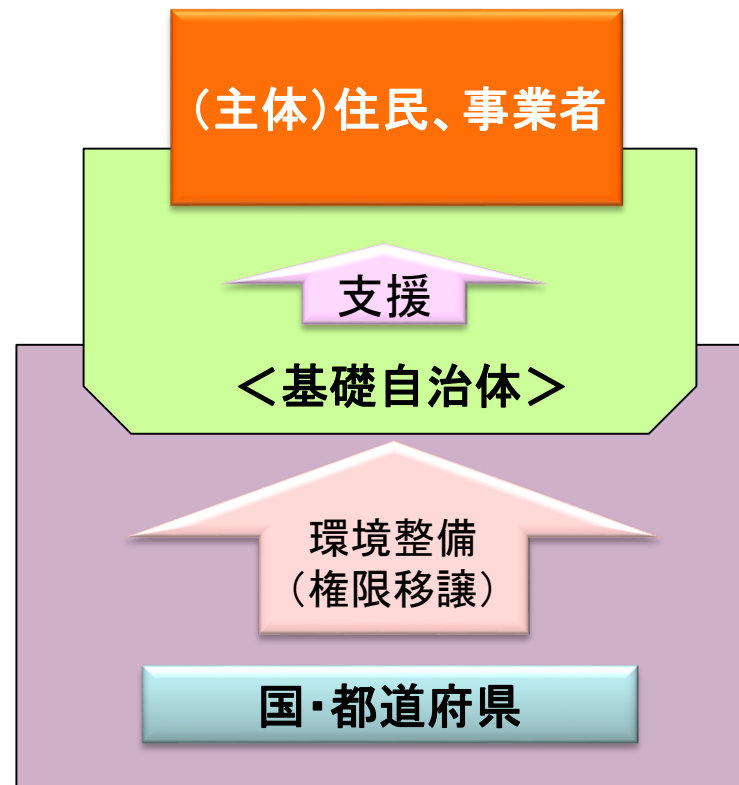 （主体）住民、事業者
支援
＜基礎自治体＞
環境整備
（権限移譲）
国・都道府県